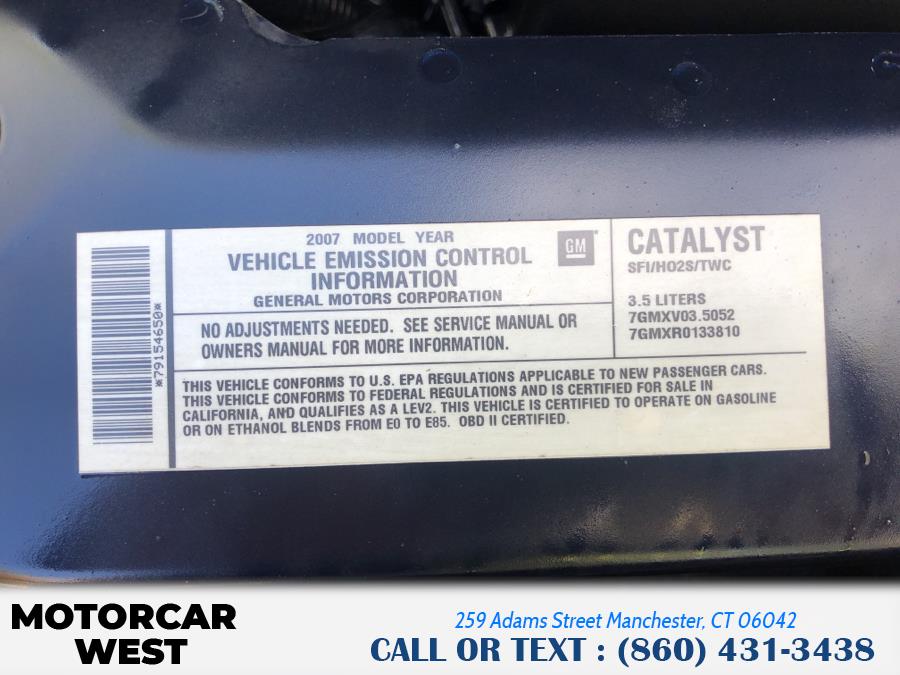 2007 MODEL YEAR
VEHICLE EMISSION CONTROL
INFORMATION
GENERAL MOTORS CORPORATION
GM
CATALYST
SFI/HO2S/TWC
3.5 LITERS
7GMXV03.5052
7GMXR0133810
NO ADJUSTMENTS NEEDED. SEE SERVICE MANUAL OR
OWNERS MANUAL FOR MORE INFORMATION.
*79154650*
THIS VEHICLE CONFORMS TO U.S. EPA REGULATIONS APPLICABLE TO NEW PASSENGER CARS.
THIS VEHICLE CONFORMS TO FEDERAL REGULATIONS AND IS CERTIFIED FOR SALE IN
CALIFORNIA, AND QUALIFIES AS A LEV2. THIS VEHICLE IS CERTIFIED TO OPERATE ON GASOLINE
OR ON ETHANOL BLENDS FROM E0 TO E85. OBD II CERTIFIED.
MOTORCAR
WEST
259 Adams Street Manchester, CT 06042
CALL OR TEXT : (860) 431-3438